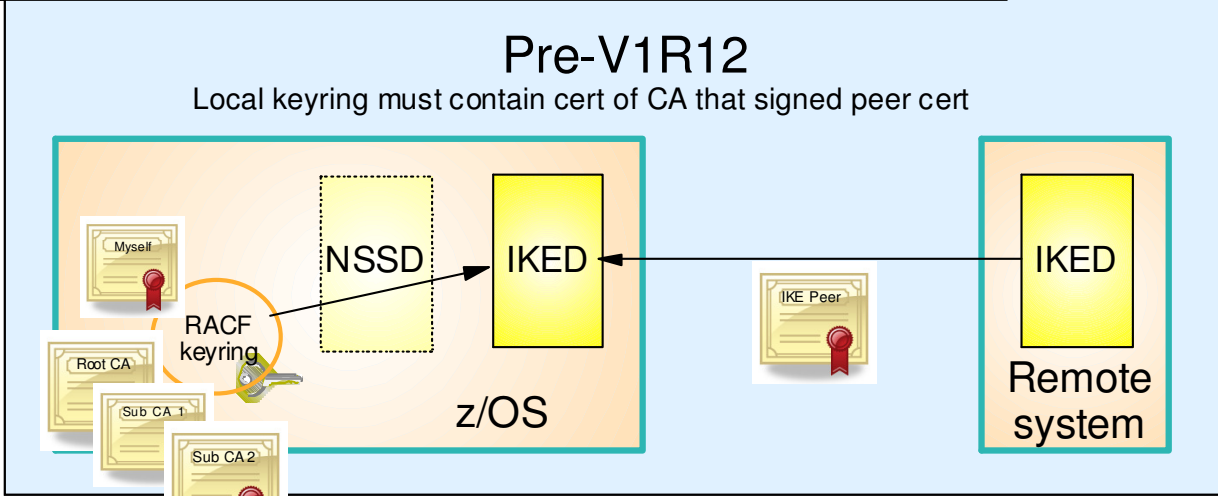 Pre-V1R12
Local keyring must contain cert of CA that signed peer cert
NSSD
IKED
IKED
Myself
IKE Peer
RACF
keyring
Root CA
Sub CA 1
Sub CA 2
z/OS
Remote
system